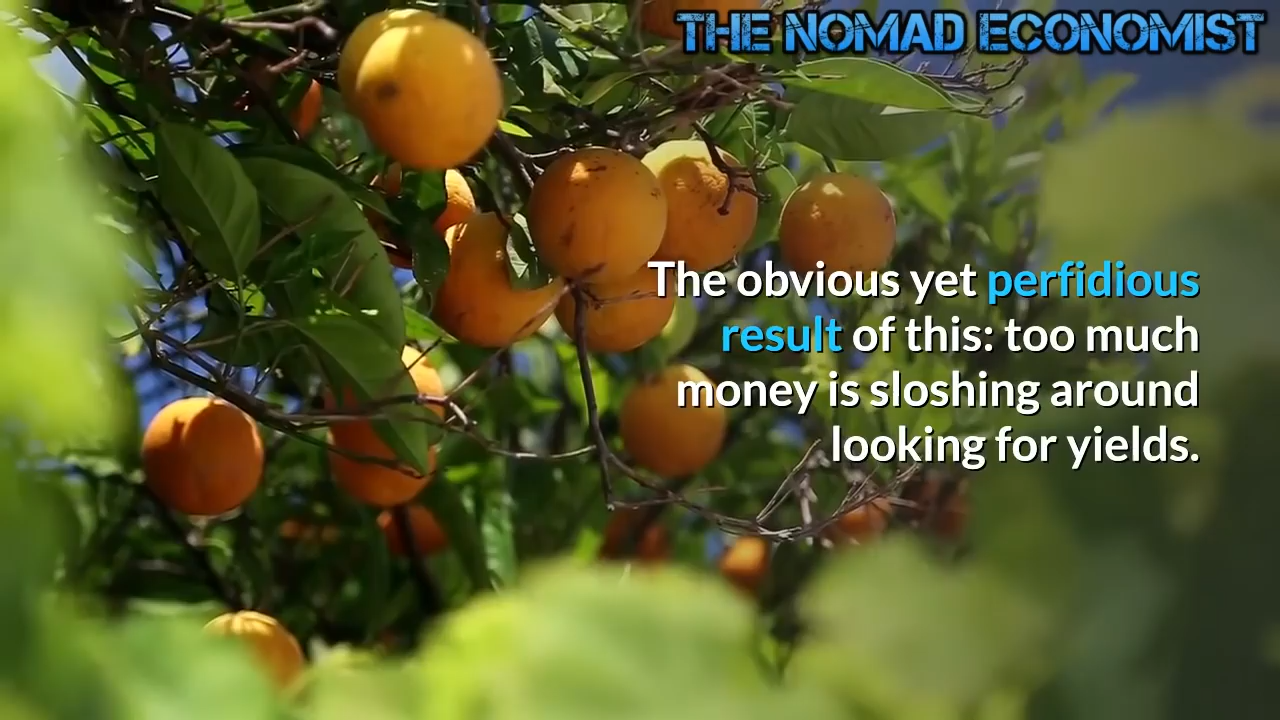 THE NOMAD ECONOMIST
The obvious yet perfidious
result of this: too much
money is sloshing around
looking for yields.